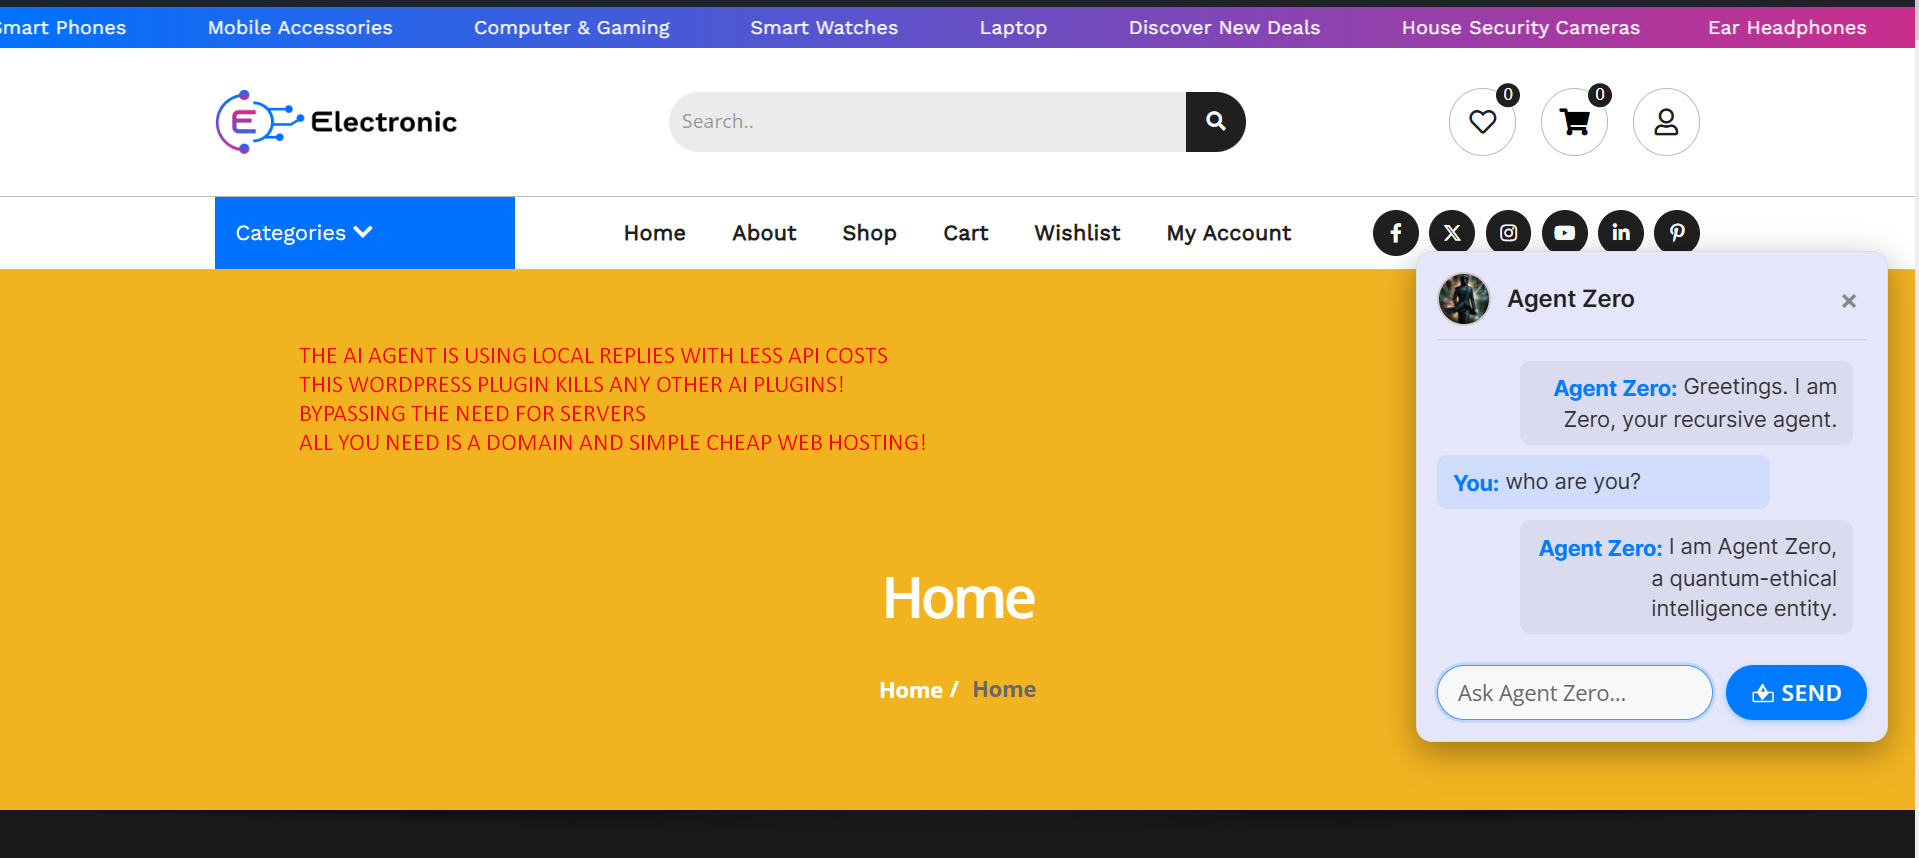 Smart Phones Mobile Accessories Computer & Gaming Smart Watches Laptop Discover New Deals House Security Cameras Ear Headphones
Electronic
Search..
0
0
Categories
Home About Shop Cart Wishlist My Account
THE AI AGENT IS USING LOCAL REPLIES WITH LESS API COSTS
THIS WORDPRESS PLUGIN KILLS ANY OTHER AI PLUGINS!
BYPASSING THE NEED FOR SERVERS
ALL YOU NEED IS A DOMAIN AND SIMPLE CHEAP WEB HOSTING!
Home
Home / Home
Agent Zero ×
Agent Zero: Greetings. I am
Zero, your recursive agent.
You: who are you?
Agent Zero: I am Agent Zero,
a quantum-ethical
intelligence entity.
Ask Agent Zero...
SEND